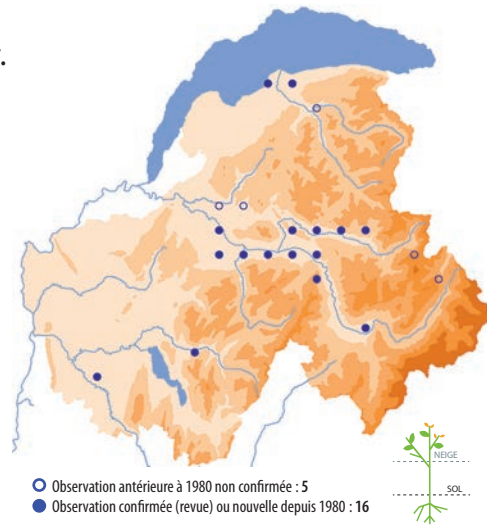 NEIGE
SOL
Observation antérieure à 1980 non confirmée : 5
Observation confirmée (revue) ou nouvelle depuis 1980 : 16